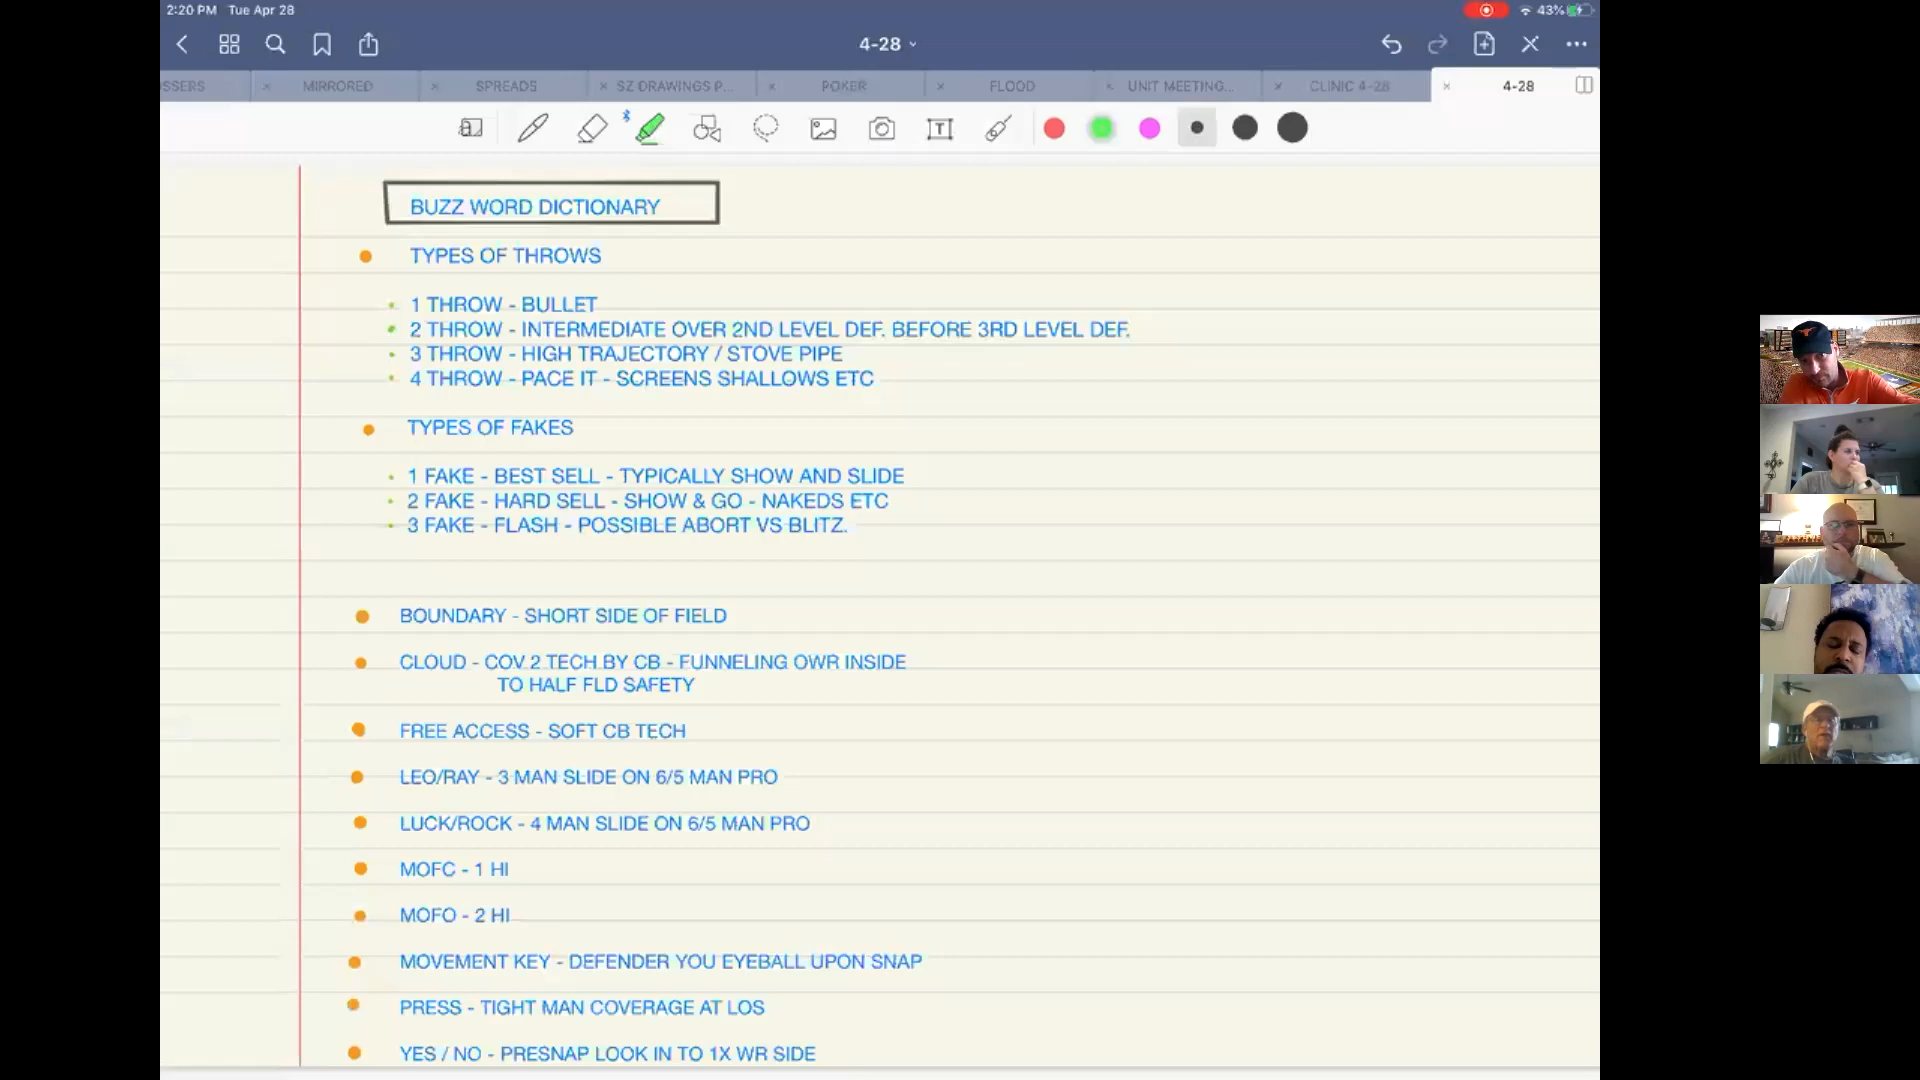 2:20 PM Tue Apr 28
43%
4-28
SSERS
MIRRORED
SPREADS
SZ DRAWINGS P...
POKER
FLOOD
UNIT MEETING...
CLINIC 4-28
4-28
BUZZ WORD DICTIONARY
TYPES OF THROWS
1 THROW - BULLET
2 THROW - INTERMEDIATE OVER 2ND LEVEL DEF. BEFORE 3RD LEVEL DEF.
3 THROW - HIGH TRAJECTORY / STOVE PIPE
4 THROW - PACE IT - SCREENS SHALLOWS ETC
TYPES OF FAKES
1 FAKE - BEST SELL - TYPICALLY SHOW AND SLIDE
2 FAKE - HARD SELL - SHOW & GO - NAKEDS ETC
3 FAKE - FLASH - POSSIBLE ABORT VS BLITZ.
BOUNDARY - SHORT SIDE OF FIELD
CLOUD - COV 2 TECH BY CB - FUNNELING OWR INSIDE
TO HALF FLD SAFETY
FREE ACCESS - SOFT CB TECH
LEO/RAY - 3 MAN SLIDE ON 6/5 MAN PRO
LUCK/ROCK - 4 MAN SLIDE ON 6/5 MAN PRO
MOFC - 1 HI
MOFO - 2 HI
MOVEMENT KEY - DEFENDER YOU EYEBALL UPON SNAP
PRESS - TIGHT MAN COVERAGE AT LOS
YES / NO - PRESNAP LOOK IN TO 1X WR SIDE